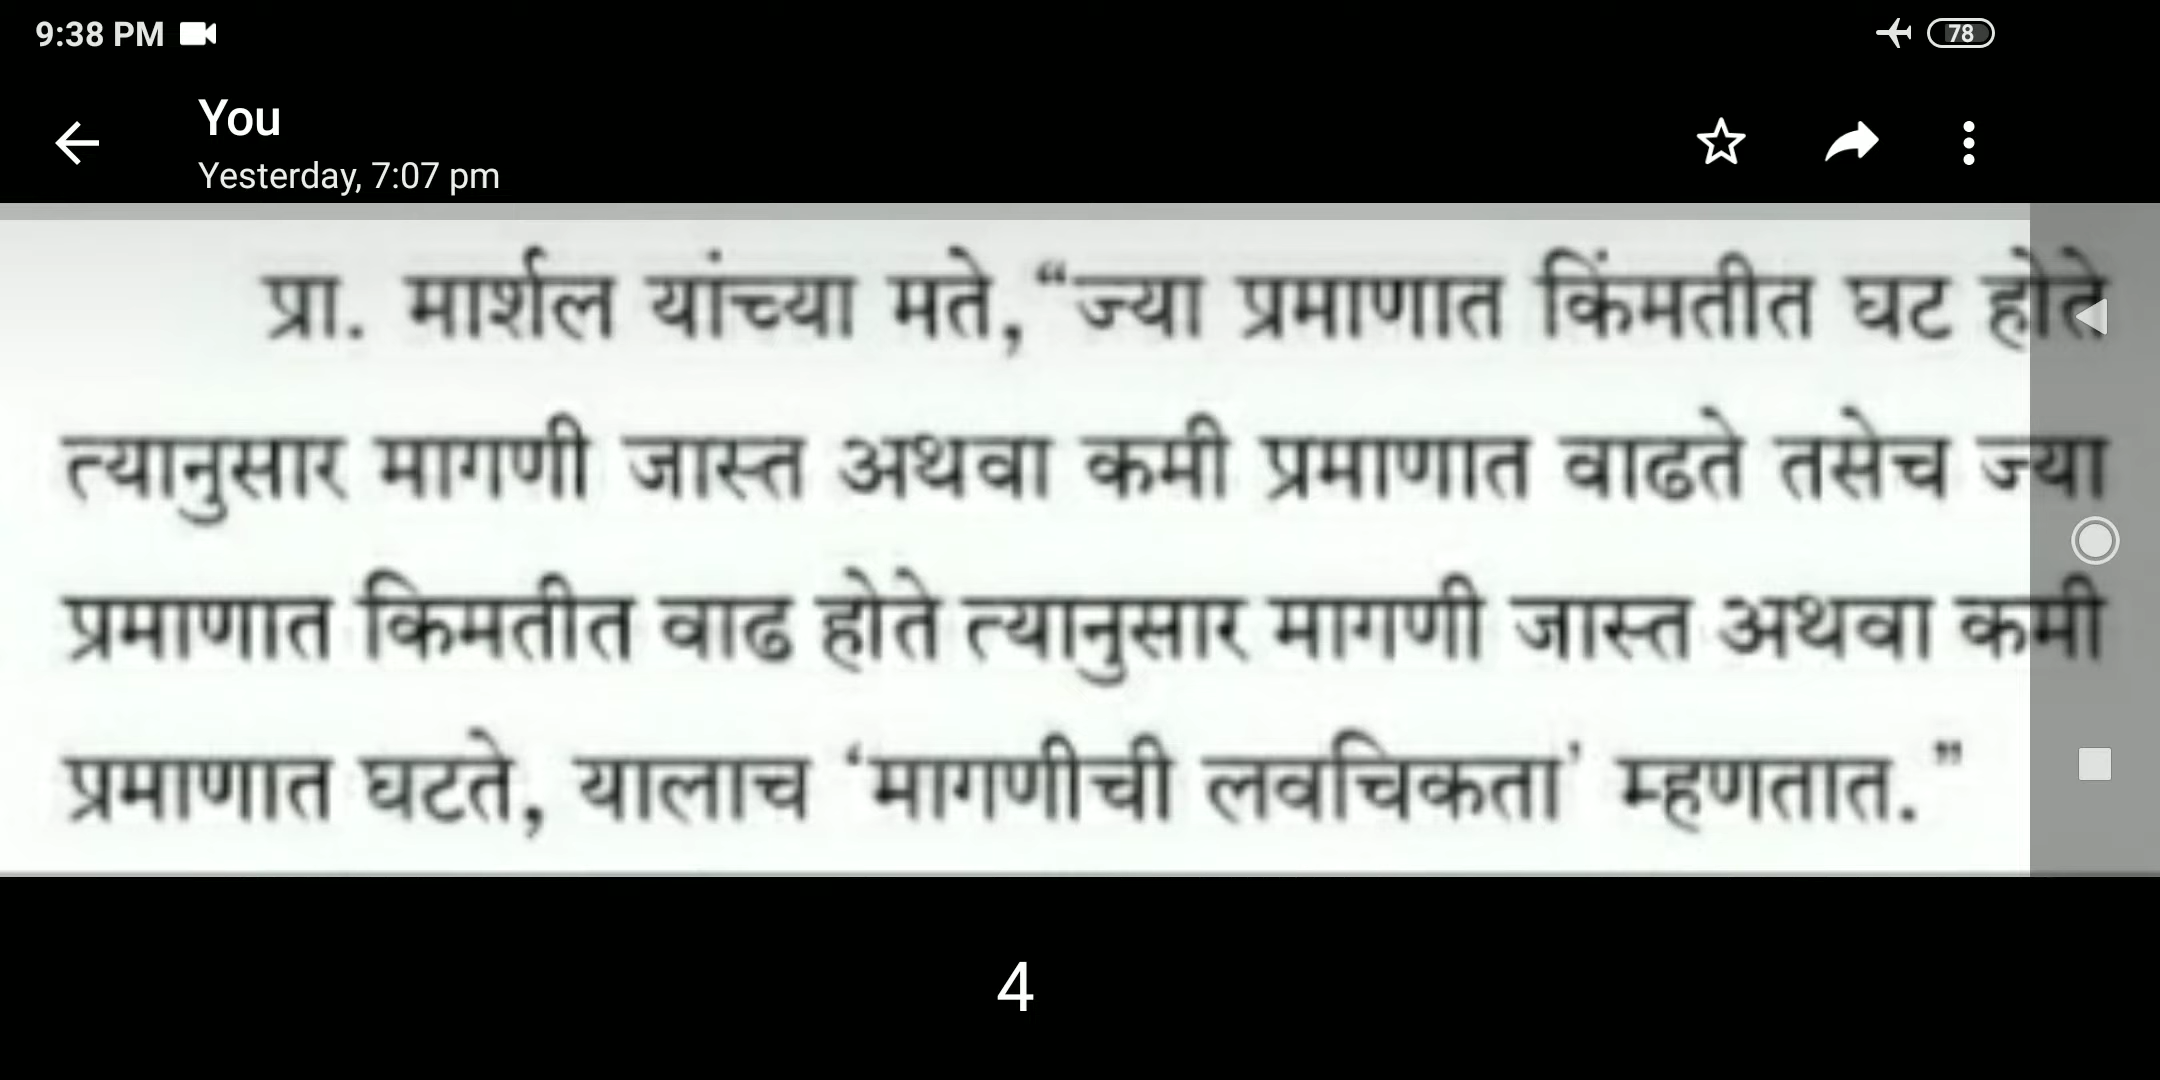 9:38 PM 78
You
Yesterday, 7:07 pm
प्रा. मार्शल यांच्या मते, “ज्या प्रमाणात किंमतीत घट होते
त्यानुसार मागणी जास्त अथवा कमी प्रमाणात वाढते तसेच ज्या
प्रमाणात किमतीत वाढ होते त्यानुसार मागणी जास्त अथवा कमी
प्रमाणात घटते, यालाच ‘मागणीची लवचिकता’ म्हणतात.”
4